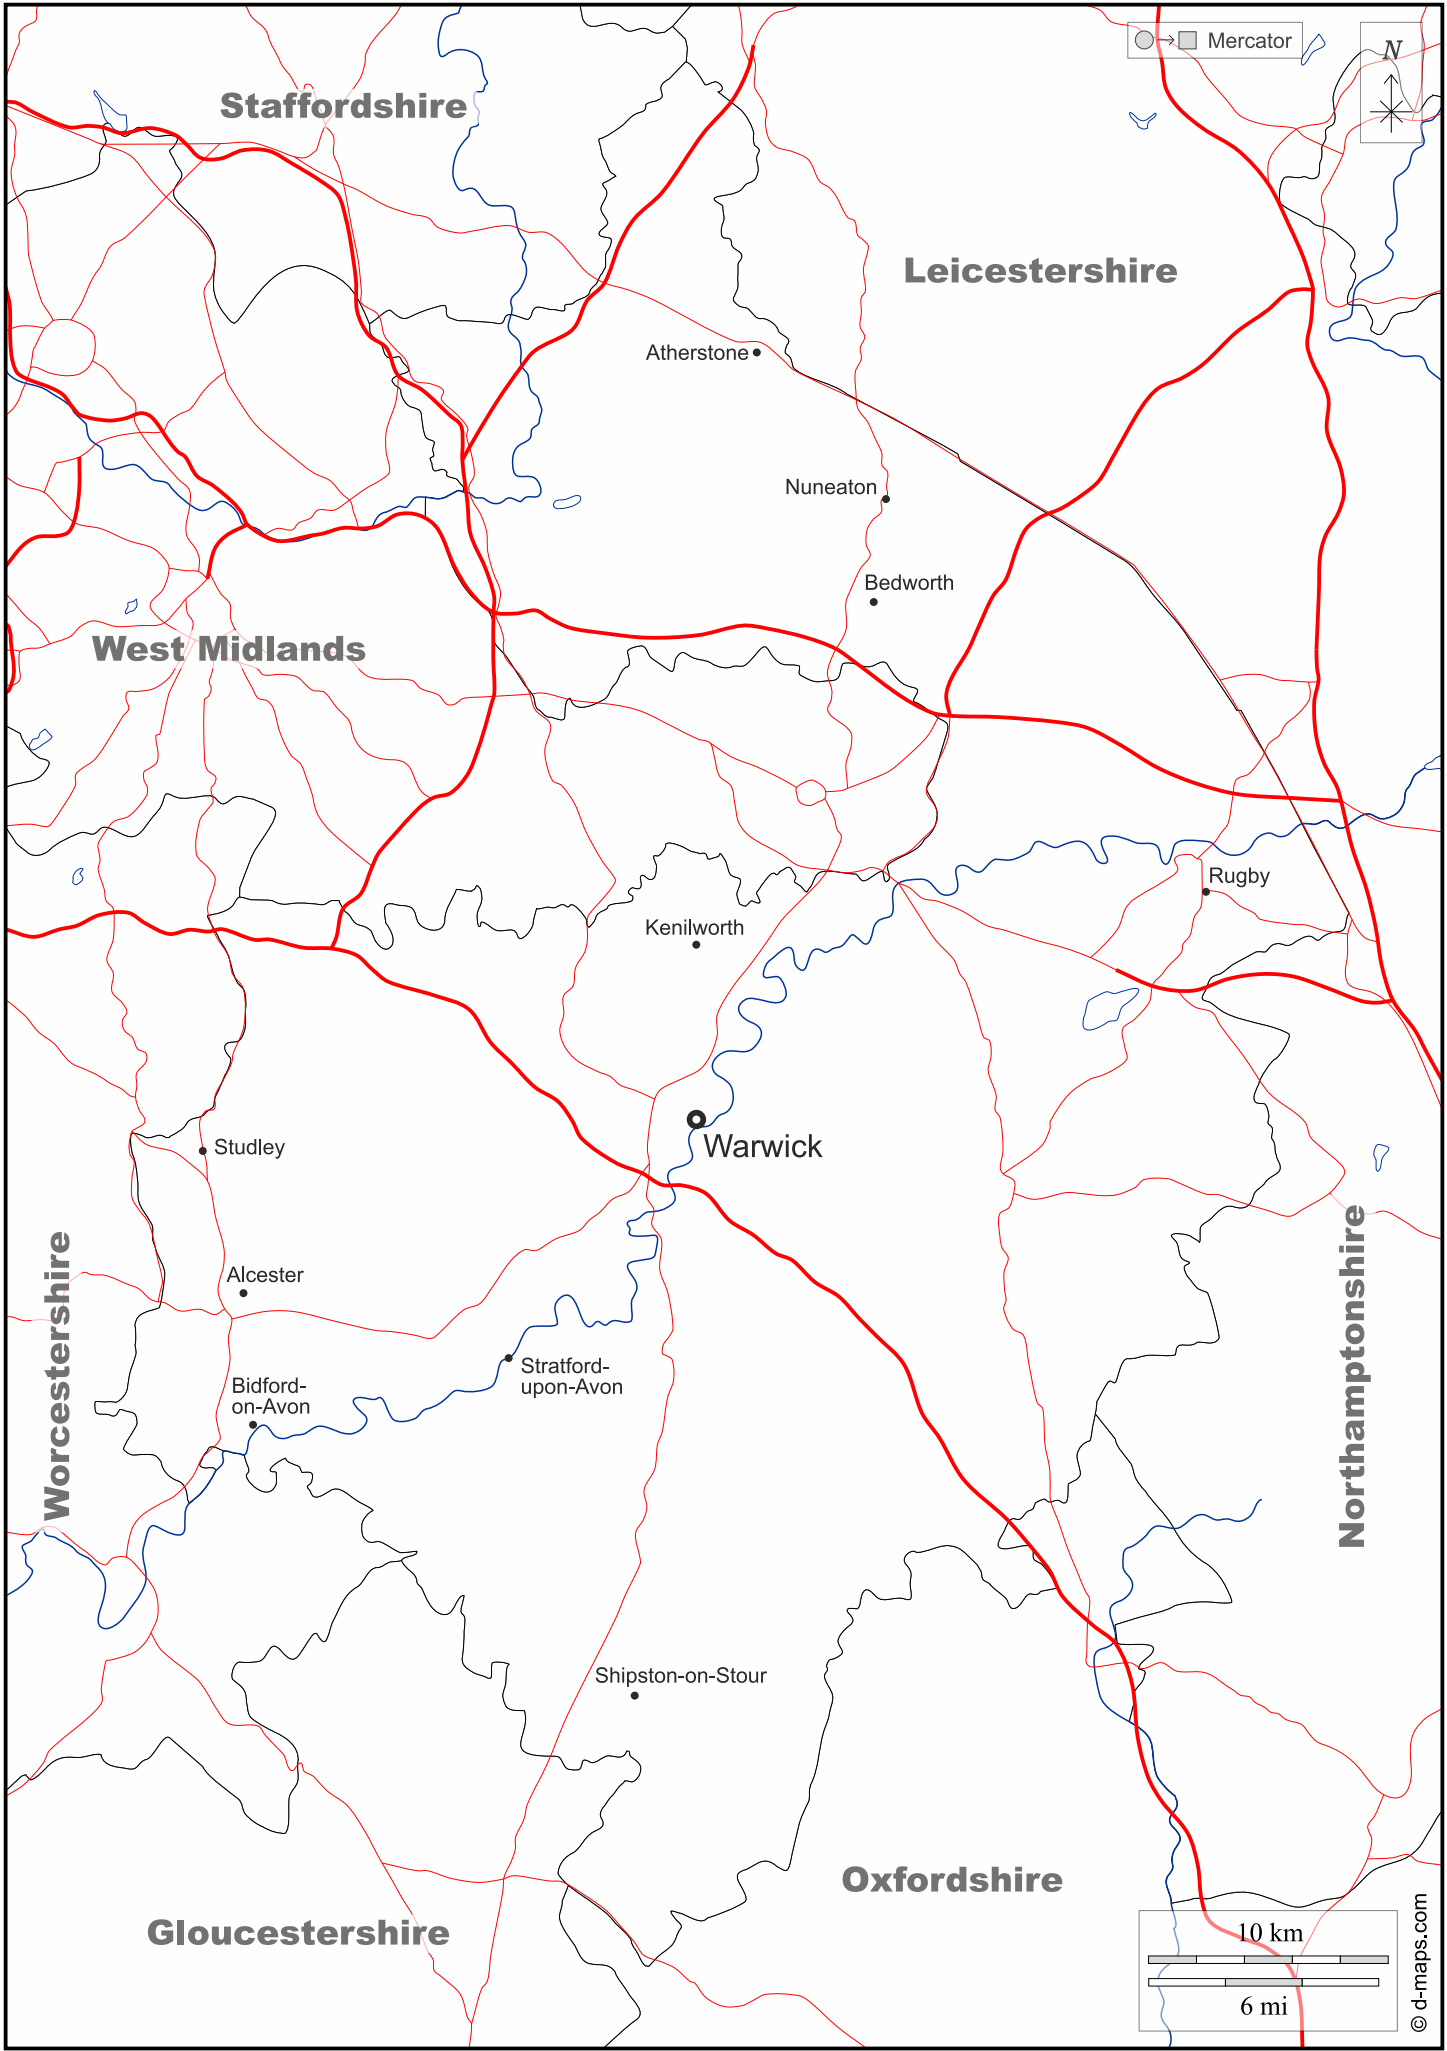 Mercator
N
Staffordshire
Leicestershire
Atherstone
Nuneaton
Bedworth
West Midlands
Rugby
Kenilworth
Warwick
Studley
Alcester
Worcestershire
Northamptonshire
Stratford-
upon-Avon
Bidford-
on-Avon
Shipston-on-Stour
Oxfordshire
Gloucestershire
10 km
6 mi
© d-maps.com